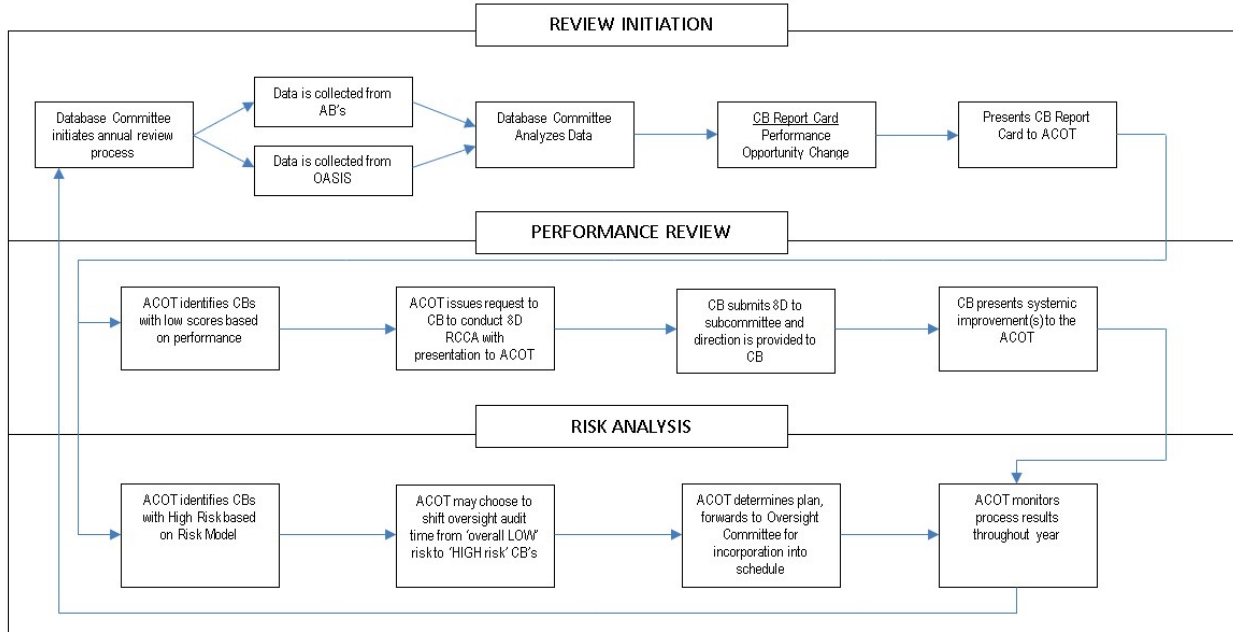 REVIEW INITIATION
Database Committee
initiates annual review
process
Data is collected from
AB's
Data is collected from
OASIS
Database Committee
Analyzes Data
CB Report Card
Performance
Opportunity Change
Presents CB Report
Card to ACOT
PERFORMANCE REVIEW
ACOT identifies CBs
with low scores based
on performance
ACOT issues request to
CB to conduct 8D
RCCA with
presentation to ACOT
CB submits 8D to
subcommittee and
direction is provided to
CB
CB presents systemic
improvement(s) to the
ACOT
RISK ANALYSIS
ACOT identifies CBs
with High Risk based
on Risk Model
ACOT may choose to
shift oversight audit
time from 'overall LOW'
risk to 'HIGH risk' CB's
ACOT determines plan,
forwards to Oversight
Committee for
incorporation into
schedule
ACOT monitors
process results
throughout year